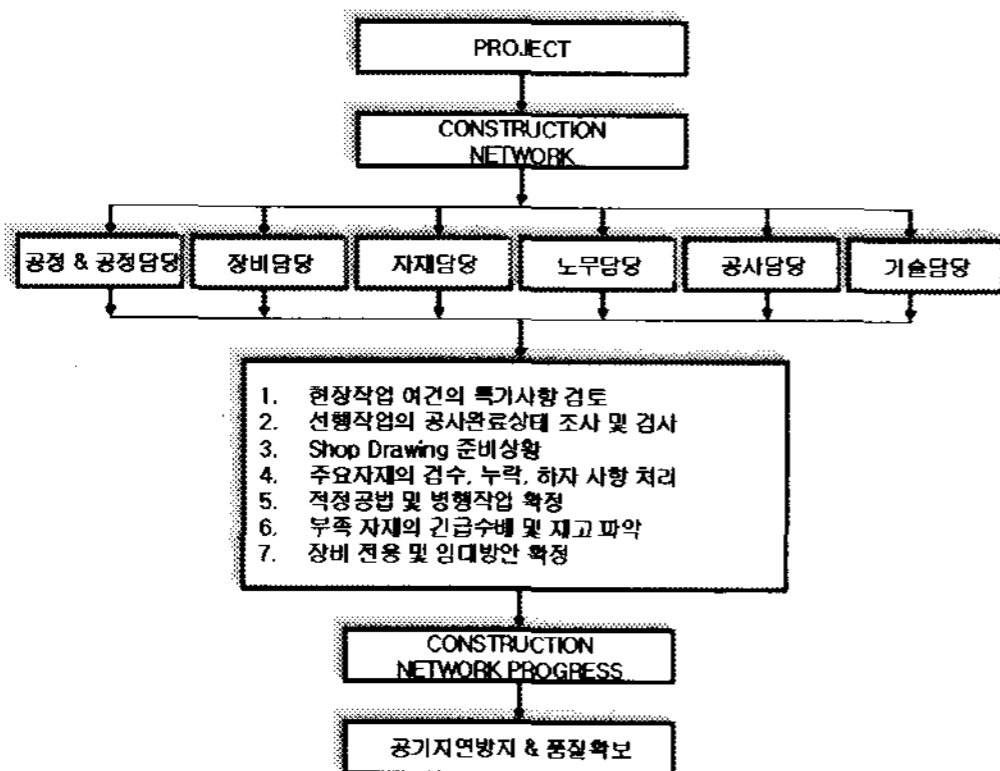 PROJECT
CONSTRUCTION
NETWORK
공정 & 공정담당
장비담당
자재담당
노무담당
공사담당
기술담당
1. 현장작업 여건의 특기사항 검토
2. 선행작업의 공사완료상태 조사 및 검사
3. Shop Drawing 준비상황
4. 주요자재의 검수, 누락, 하자 사항 처리
5. 적정공법 및 병행작업 확정
6. 부족 자재의 긴급수배 및 재고 파악
7. 장비 전용 및 임대방안 확정
CONSTRUCTION
NETWORK PROGRESS
공기지연방지 & 품질확보